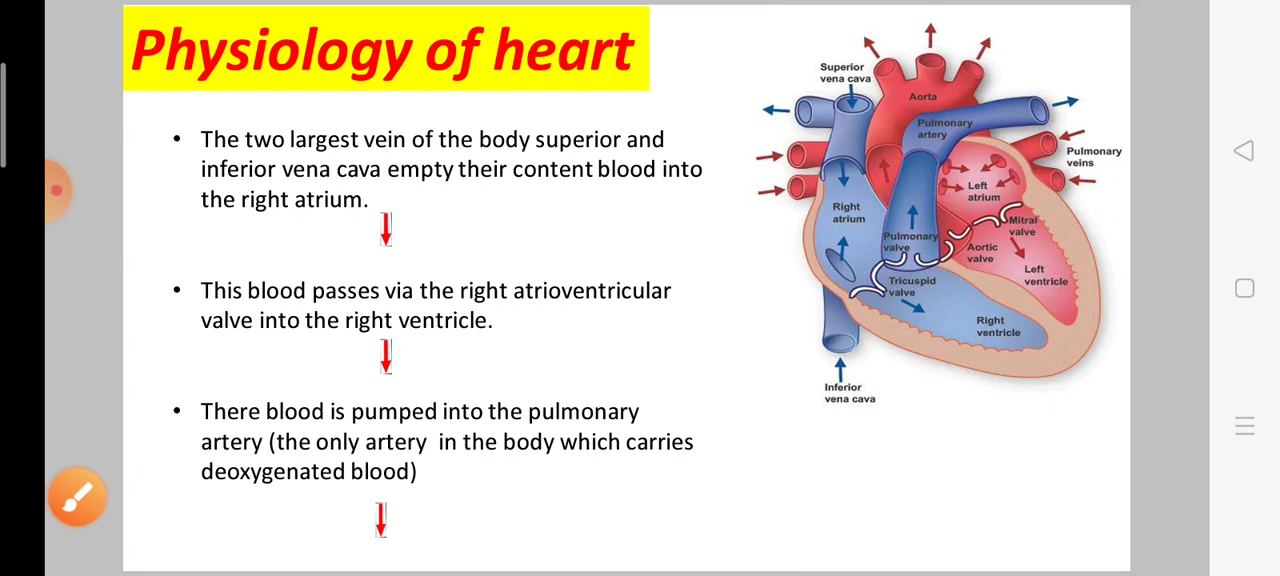 Physiology of heart
• The two largest vein of the body superior and
inferior vena cava empty their content blood into
the right atrium.
• This blood passes via the right atrioventricular
valve into the right ventricle.
• There blood is pumped into the pulmonary
artery (the only artery in the body which carries
deoxygenated blood)
Superior
vena cava
Aorta
Pulmonary
artery
Pulmonary
veins
Left
atrium
Right
atrium
Mitral
valve
Pulmonary
valve
Aortic
valve
Left
ventricle
Tricuspid
valve
Right
ventricle
Inferior
vena cava